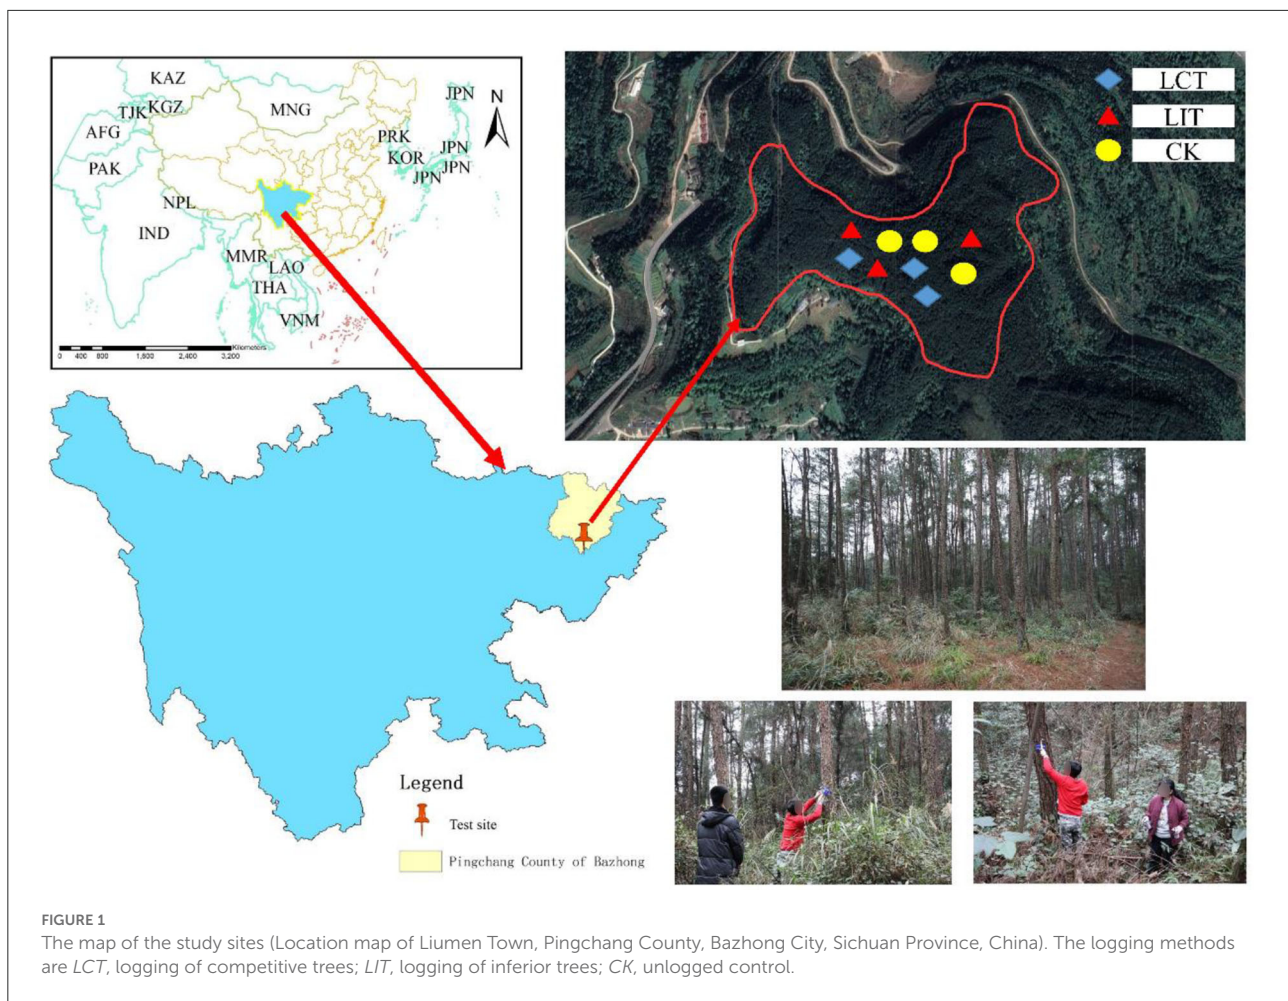 KAZ
MNG
JPN
N
TJK
KGZ
AFG
PRK
JPN
KOR
JPN
JPN
PAK
NPL
IND
MMR
LAO
THA
VNM
Kilometers
0 400 800 1,600 2,400 3,200
LCT
LIT
CK
Legend
Test site
Pingchang County of Bazhong
FIGURE 1
The map of the study sites (Location map of Liumen Town, Pingchang County, Bazhong City, Sichuan Province, China). The logging methods
are LCT, logging of competitive trees; LIT, logging of inferior trees; CK, unlogged control.